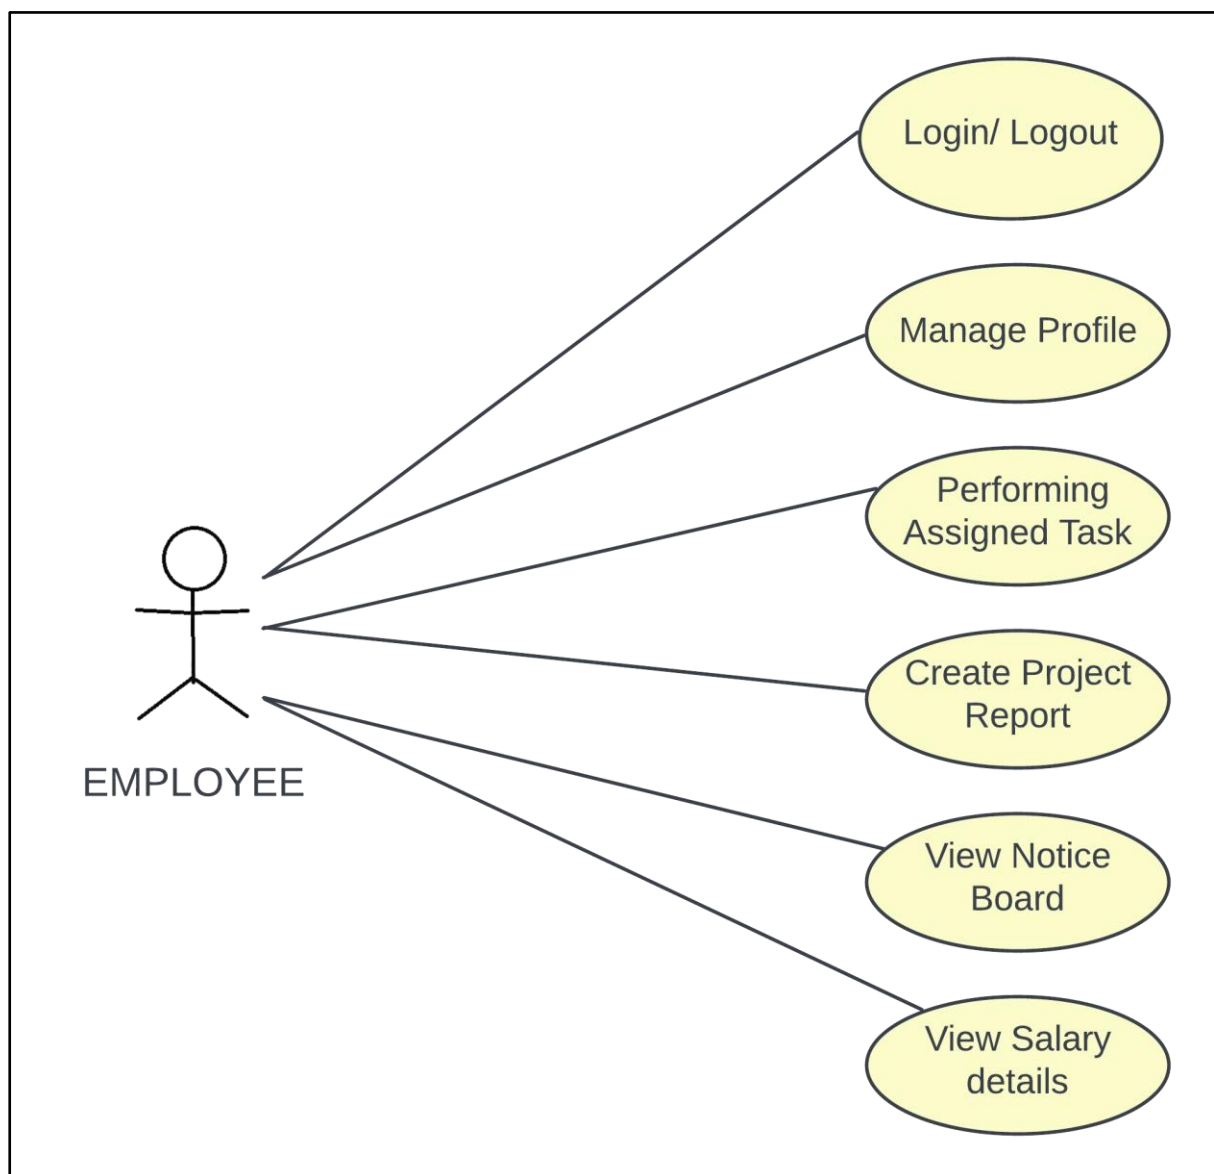 Login/ Logout
Manage Profile
Performing
Assigned Task
Create Project
Report
EMPLOYEE
View Notice
Board
View Salary
details